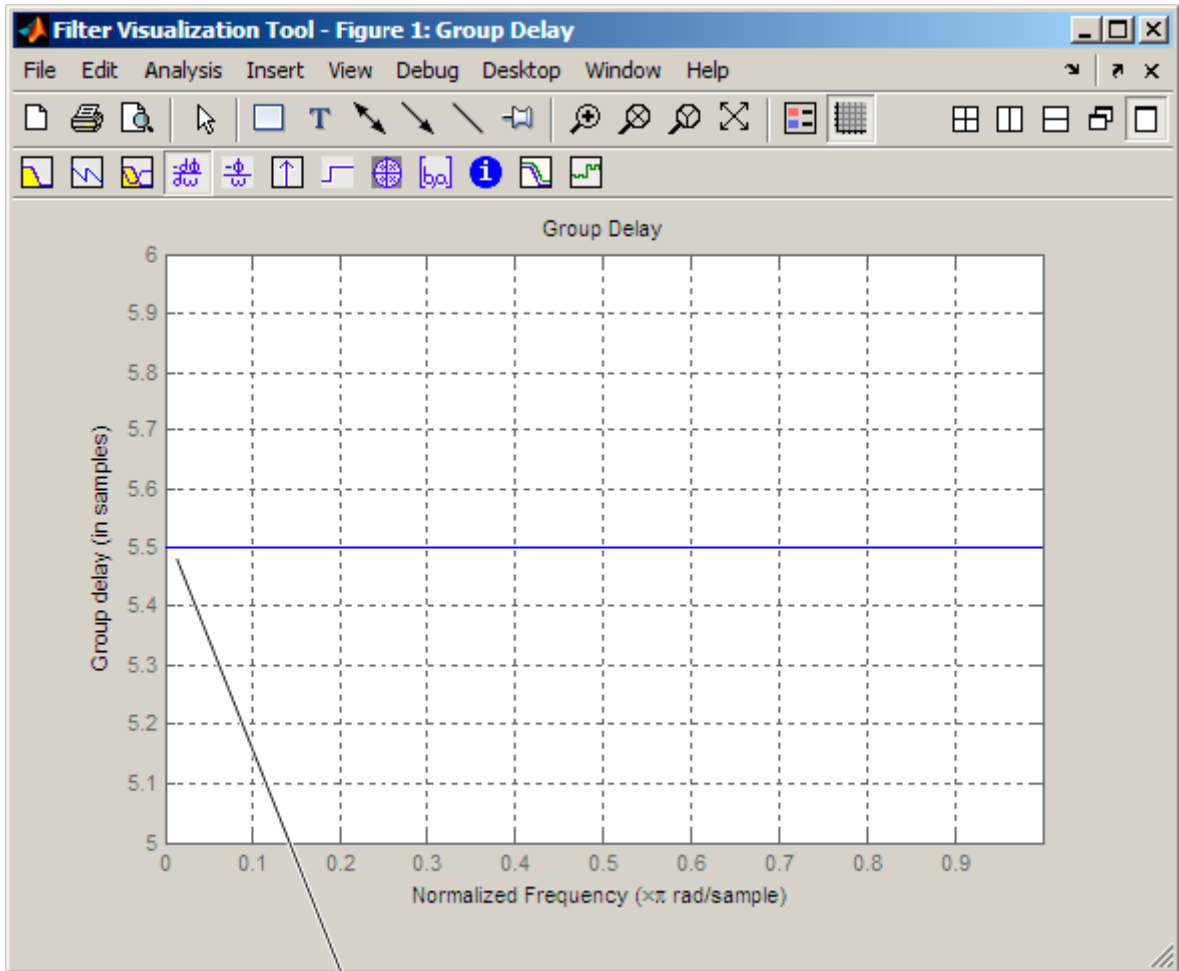 Filter Visualization Tool - Figure 1: Group Delay
File Edit Analysis Insert View Debug Desktop Window Help
T
-dϕ
dω
-ϕ
ω
[b,a]
i
Group Delay
6
5.9
5.8
5.7
5.6
5.5
5.4
5.3
5.2
5.1
5
Group delay (in samples)
0 0.1 0.2 0.3 0.4 0.5 0.6 0.7 0.8 0.9
Normalized Frequency (×π rad/sample)